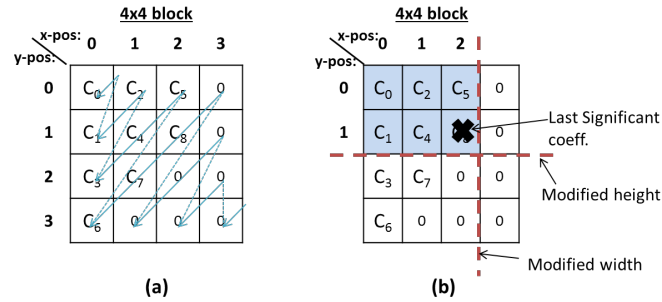 4x4 block
x-pos: 0 1 2 3
y-pos:
0 C0 C2 C5 0
1 C1 C4 C8 0
2 C3 C7 0 0
3 C6 0 0 0
(a)
4x4 block
x-pos: 0 1 2
y-pos:
0 C0 C2 C5 0
1 C1 C4 0
C3 C7 0 0
C6 0 0 0
Last Significant
coeff.
Modified height
Modified width
(b)